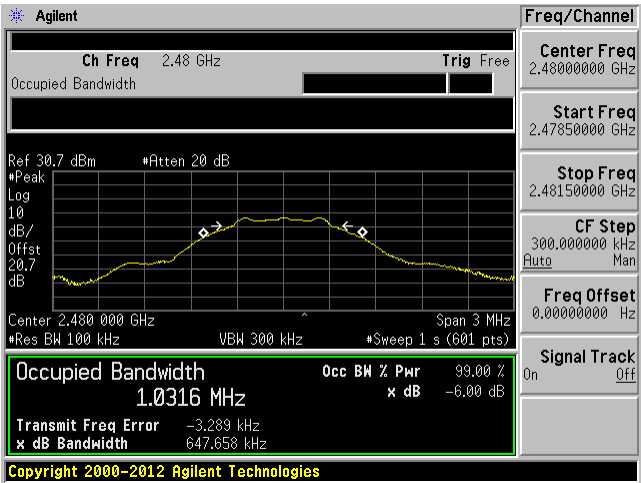 Agilent
Freq/Channel
Ch Freq 2.48 GHz Trig Free
Occupied Bandwidth
Center Freq
2.48000000 GHz
Start Freq
2.47850000 GHz
Stop Freq
2.48150000 GHz
CF Step
300.000000 kHz
Auto Man
Freq Offset
0.00000000 Hz
Signal Track
On Off
Ref 30.7 dBm #Atten 20 dB
#Peak
Log
10
dB/
Offst
20.7
dB
Center 2.480 000 GHz ^ Span 3 MHz
#Res BW 100 kHz VBW 300 kHz #Sweep 1 s (601 pts)
Occupied Bandwidth Occ BW % Pwr 99.00 %
1.0316 MHz x dB -6.00 dB
Transmit Freq Error -3.289 kHz
x dB Bandwidth 647.658 kHz
Copyright 2000-2012 Agilent Technologies